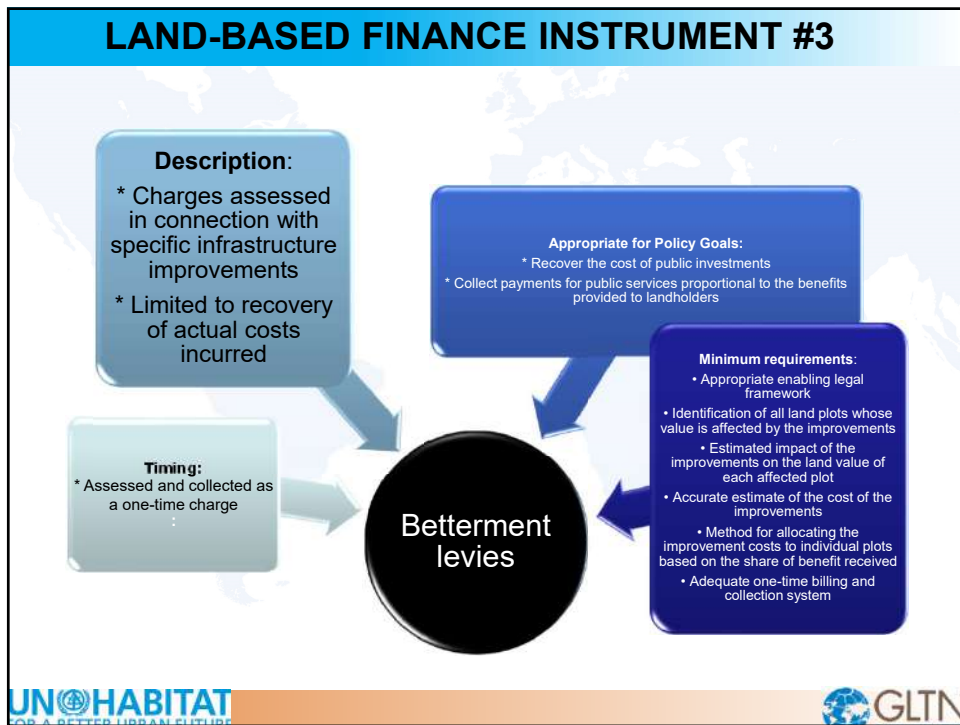 LAND-BASED FINANCE INSTRUMENT #3
Description:
* Charges assessed
in connection with
specific infrastructure
improvements
* Limited to recovery
of actual costs
incurred
Appropriate for Policy Goals:
* Recover the cost of public investments
* Collect payments for public services proportional to the benefits
provided to landholders
Minimum requirements:
• Appropriate enabling legal
framework
• Identification of all land plots whose
value is affected by the improvements
• Estimated impact of the
improvements on the land value of
each affected plot
• Accurate estimate of the cost of the
improvements
• Method for allocating the
improvement costs to individual plots
based on the share of benefit received
• Adequate one-time billing and
collection system
Timing:
* Assessed and collected as
a one-time charge
:
Betterment
levies
UN HABITAT
FOR A BETTER URBAN FUTURE
GLTN